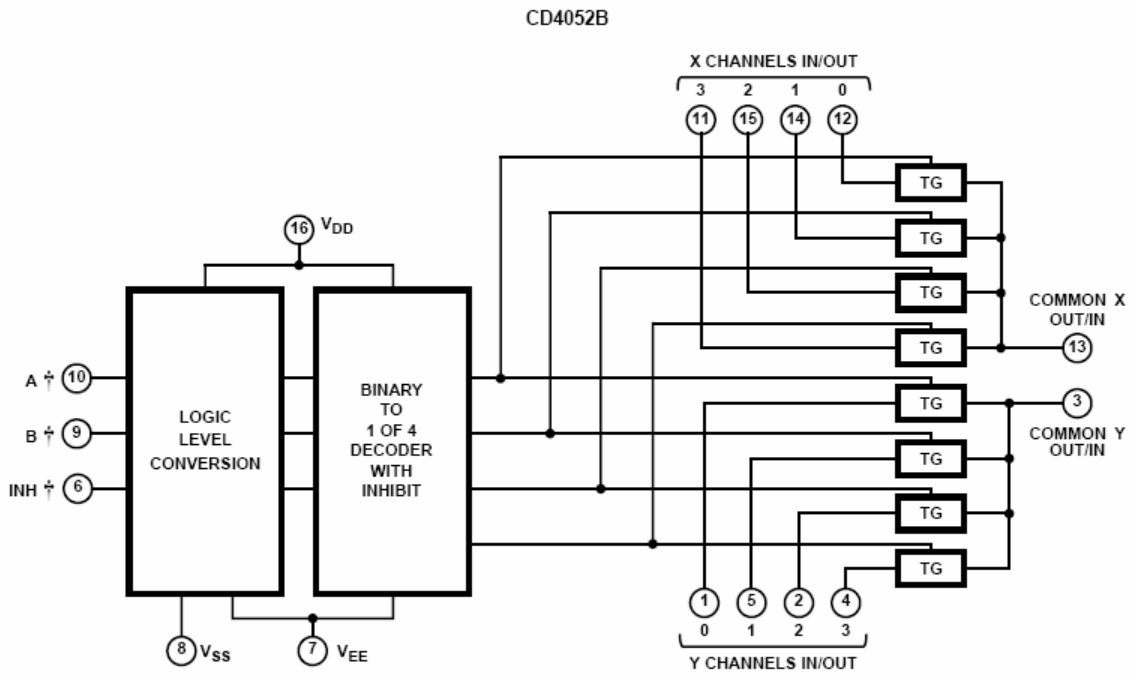 CD4052B
X CHANNELS IN/OUT
3 2 1 0
11 15 14 12
TG
TG
TG
TG
COMMON X
OUT/IN
13
16 VDD
A † 10
B † 9
INH † 6
LOGIC
LEVEL
CONVERSION
BINARY
TO
1 OF 4
DECODER
WITH
INHIBIT
TG
TG
TG
TG
3
COMMON Y
OUT/IN
8 VSS
7 VEE
1 5 2 4
0 1 2 3
Y CHANNELS IN/OUT